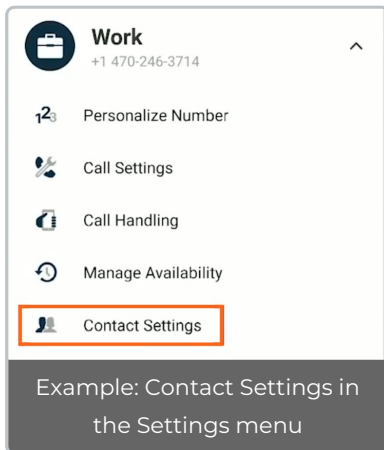 Work
+1 470-246-3714
123
Personalize Number
Call Settings
Call Handling
Manage Availability
Contact Settings
Example: Contact Settings in
the Settings menu